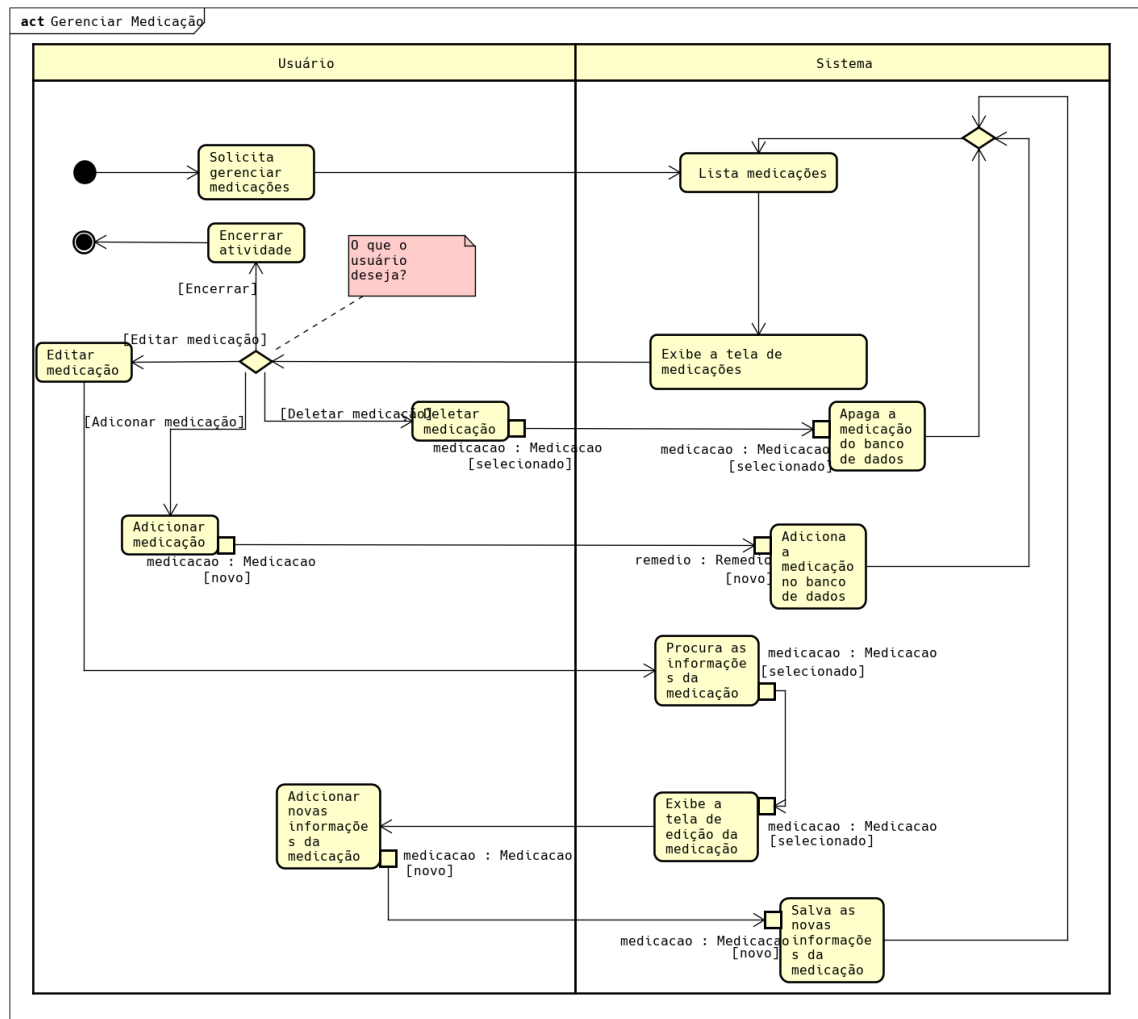 act Gerenciar Medicação
Usuário
Sistema
Solicita
gerenciar
medicações
Lista medicações
Encerrar
atividade
O que o
usuário
deseja?
[Encerrar]
[Editar medicação]
Editar
medicação
Exibe a tela de
medicações
[Adiconar medicação]
[Deletar medicação]
Deletar
medicação
medicacao : Medicacao
[selecionado]
medicacao : Medicacao
[selecionado]
Apaga a
medicação
do banco
de dados
Adicionar
medicação
medicacao : Medicacao
[novo]
remedio : Remedio
[novo]
Adiciona
a
medicação
no banco
de dados
Procura as
informaçõe
s da
medicação
medicacao : Medicacao
[selecionado]
Adicionar
novas
informaçõe
s da
medicação
medicacao : Medicacao
[novo]
Exibe a
tela de
edição da
medicação
medicacao : Medicacao
[selecionado]
medicacao : Medicacao
[novo]
Salva as
novas
informaçõe
s da
medicação